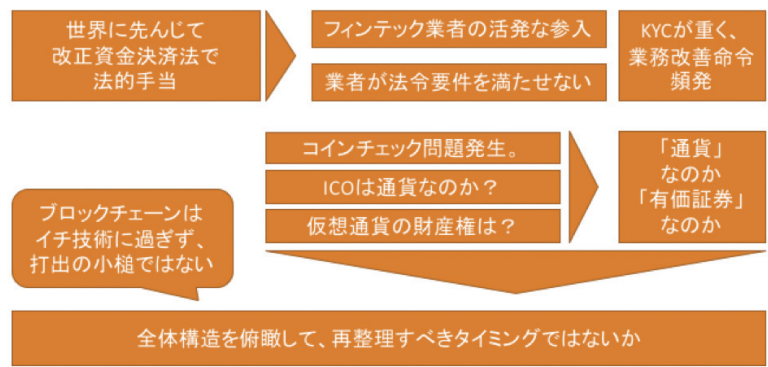 世界に先んじて
改正資金決済法で
法的手当
フィンテック業者の活発な参入
業者が法令要件を満たせない
KYCが重く、
業務改善命令
頻発
コインチェック問題発生。
ICOは通貨なのか？
仮想通貨の財産権は？
「通貨」
なのか
「有価証券」
なのか
ブロックチェーンは
イチ技術に過ぎず、
打出の小槌ではない
全体構造を俯瞰して、再整理すべきタイミングではないか